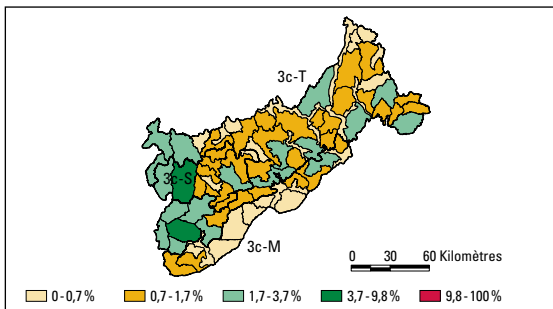 3c-T
3c-S
3c-M
0 30 60 Kilomètres
0-0,7 % 0,7-1,7 % 1,7-3,7 % 3,7-9,8 % 9,8-100 %